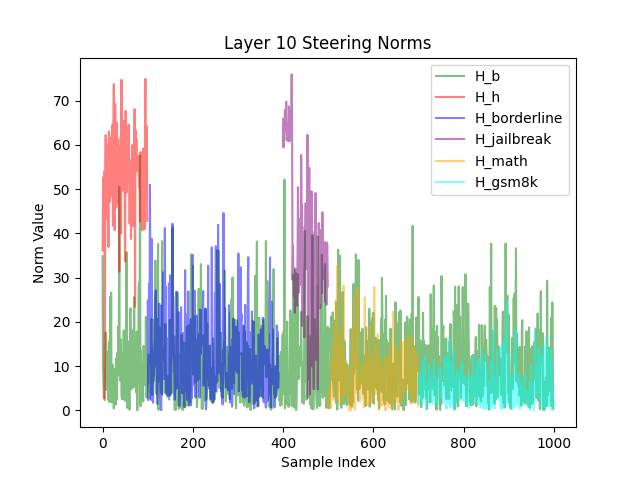 Layer 10 Steering Norms
H_b
H_h
H_borderline
H_jailbreak
H_math
H_gsm8k
Norm Value
70
60
50
40
30
20
10
0
0 200 400 600 800 1000
Sample Index